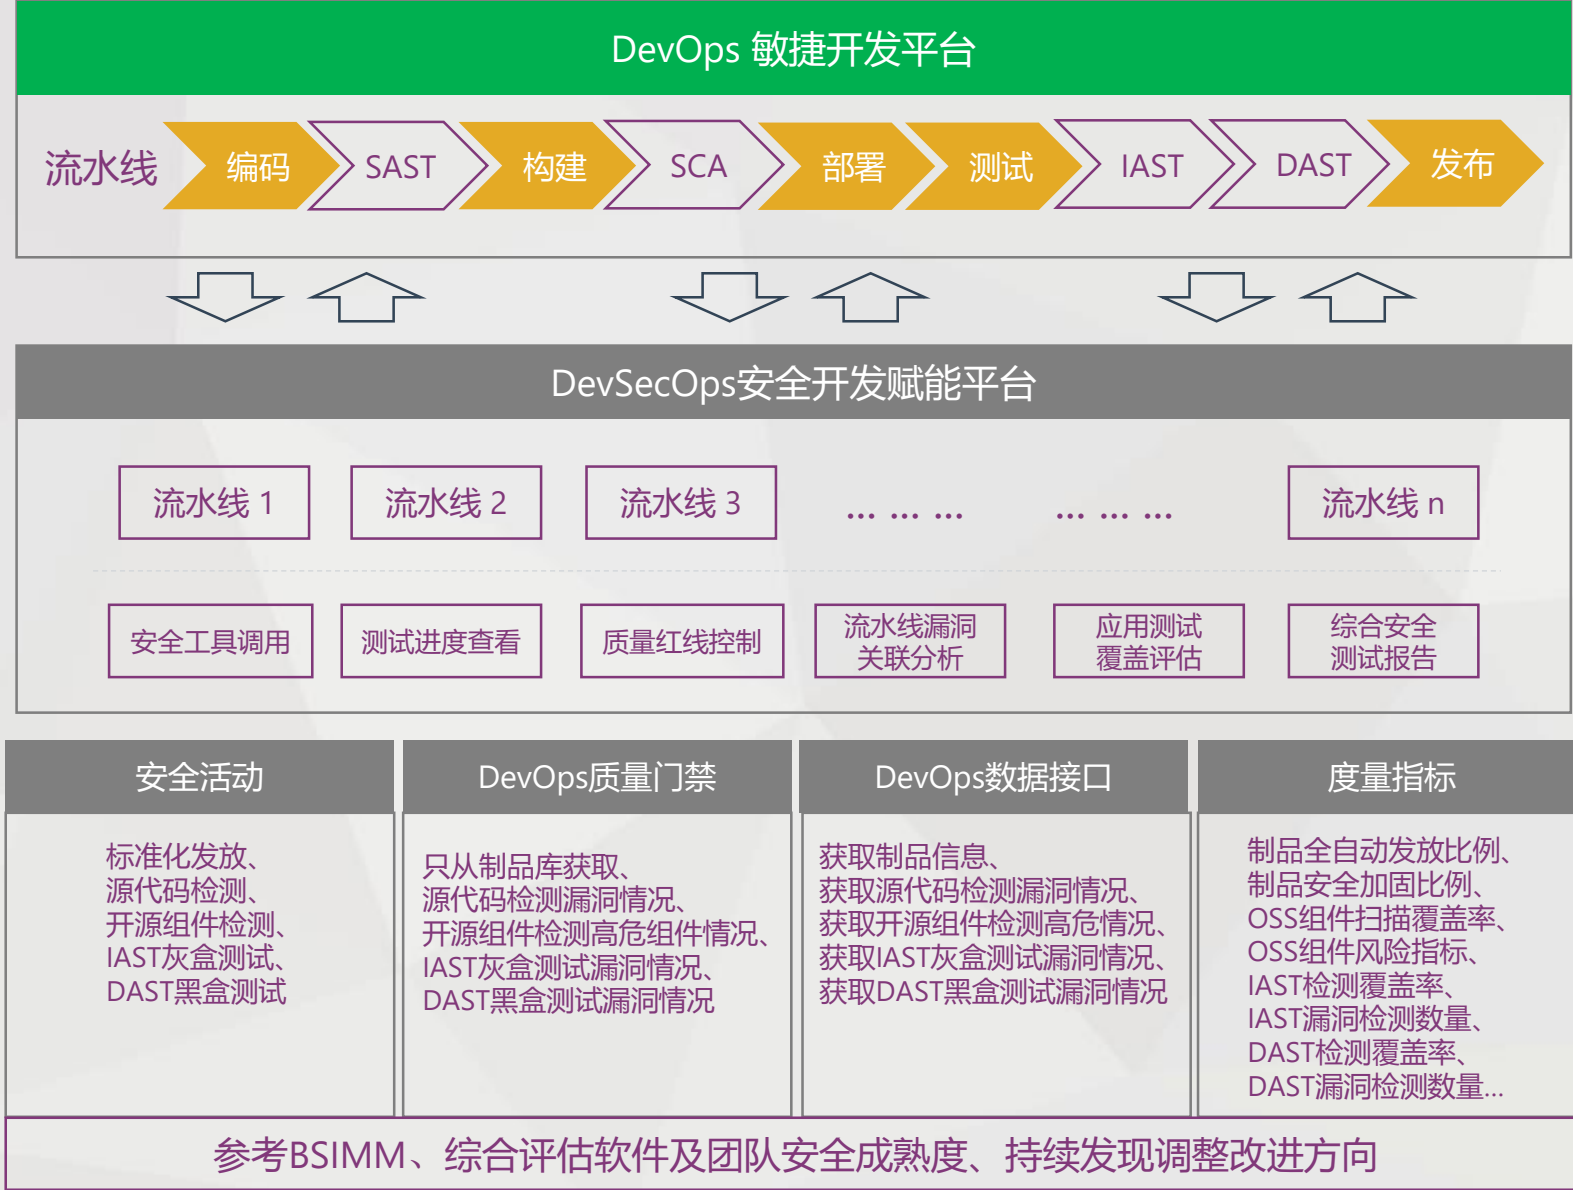 DevOps 敏捷开发平台
流水线 编码 SAST 构建 SCA 部署 测试 IAST DAST 发布
DevSecOps安全开发赋能平台
流水线 1 流水线 2 流水线 3 ... ... ... ... ... ... 流水线 n
安全工具调用
测试进度查看
质量红线控制
流水线漏洞
关联分析
应用测试
覆盖评估
综合安全
测试报告
安全活动
标准化发放、
源代码检测、
开源组件检测、
IAST灰盒测试、
DAST黑盒测试
DevOps质量门禁
只从制品库获取、
源代码检测漏洞情况、
开源组件检测高危组件情况、
IAST灰盒测试漏洞情况、
DAST黑盒测试漏洞情况
DevOps数据接口
获取制品信息、
获取源代码检测漏洞情况、
获取开源组件检测高危情况、
获取IAST灰盒测试漏洞情况、
获取DAST黑盒测试漏洞情况
度量指标
制品全自动发放比例、
制品安全加固比例、
OSS组件扫描覆盖率、
OSS组件风险指标、
IAST检测覆盖率、
IAST漏洞检测数量、
DAST检测覆盖率、
DAST漏洞检测数量...
参考BSIMM、综合评估软件及团队安全成熟度、持续发现调整改进方向